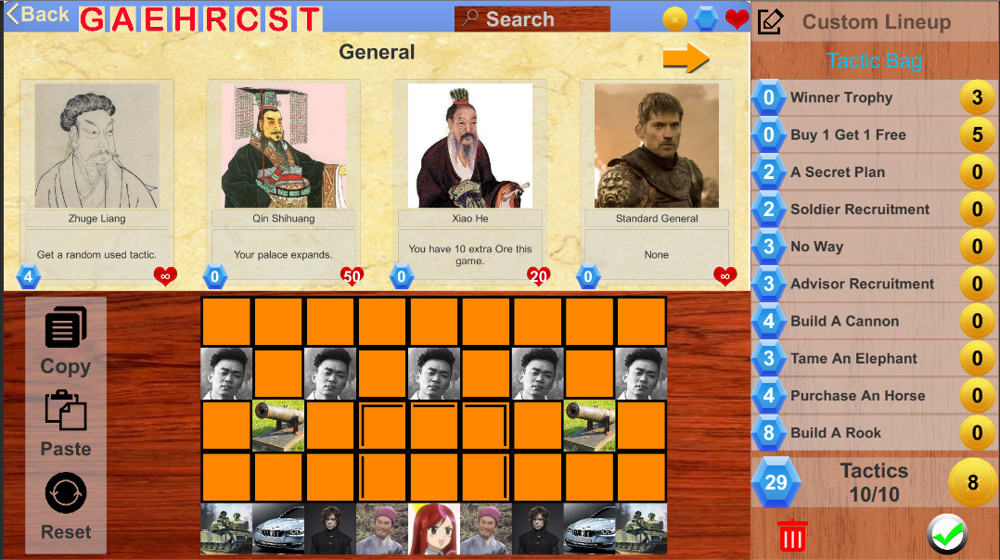 Back
GAEHRCST
Search
General
Zhuge Liang
Get a random used tactic.
4
∞
Qin Shihuang
Your palace expands.
0
50
Xiao He
You have 10 extra Ore this
game.
0
20
Standard General
None
0
∞
Copy
Paste
Reset
Custom Lineup
Tactic Bag
0 Winner Trophy 3
0 Buy 1 Get 1 Free 5
2 A Secret Plan 0
2 Soldier Recruitment 0
3 No Way 0
3 Advisor Recruitment 0
4 Build A Cannon 0
3 Tame An Elephant 0
4 Purchase An Horse 0
8 Build A Rook 0
29
Tactics
10/10
8